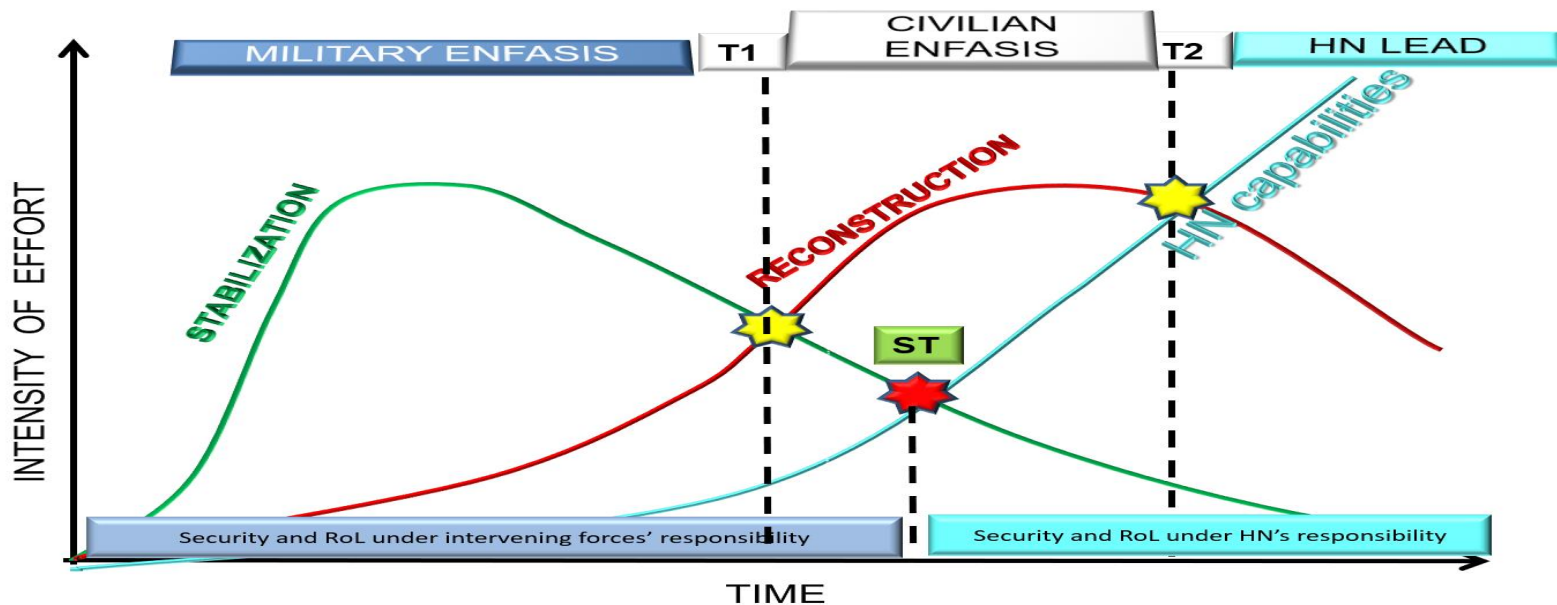 MILITARY ENFASIS
T1
CIVILIAN
ENFASIS
T2
HN LEAD
INTENSITY OF EFFORT
STABILIZATION
RECONSTRUCTION
HN capabilities
ST
Security and RoL under intervening forces’ responsibility
Security and RoL under HN’s responsibility
TIME